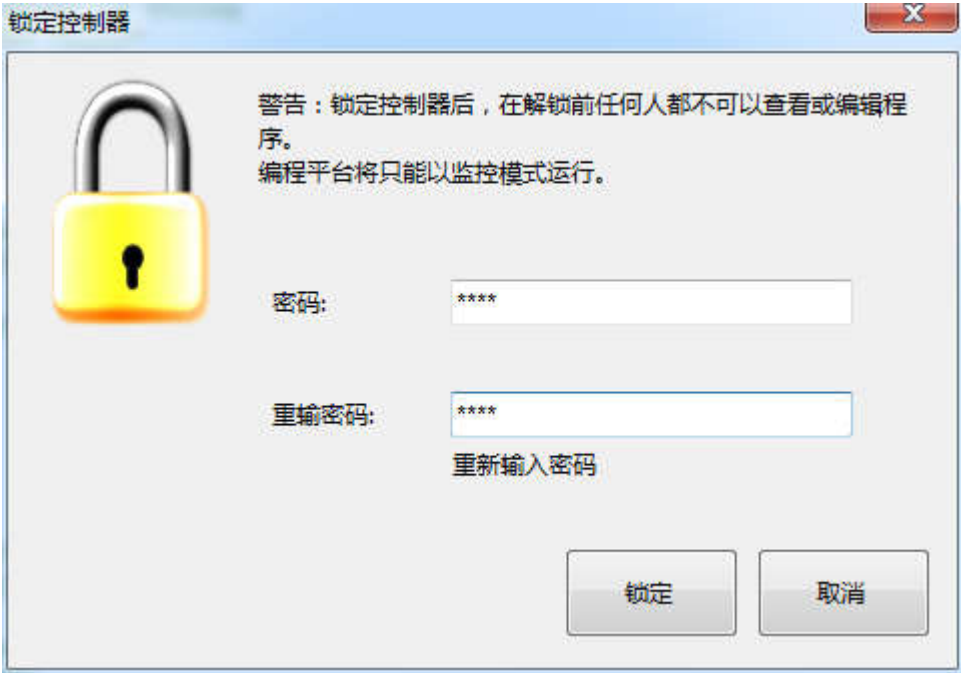 锁定控制器
警告：锁定控制器后，在解锁前任何人都不可以查看或编辑程
序。
编程平台将只能以监控模式运行。
密码: ****
重输密码: ****
重新输入密码
锁定 取消